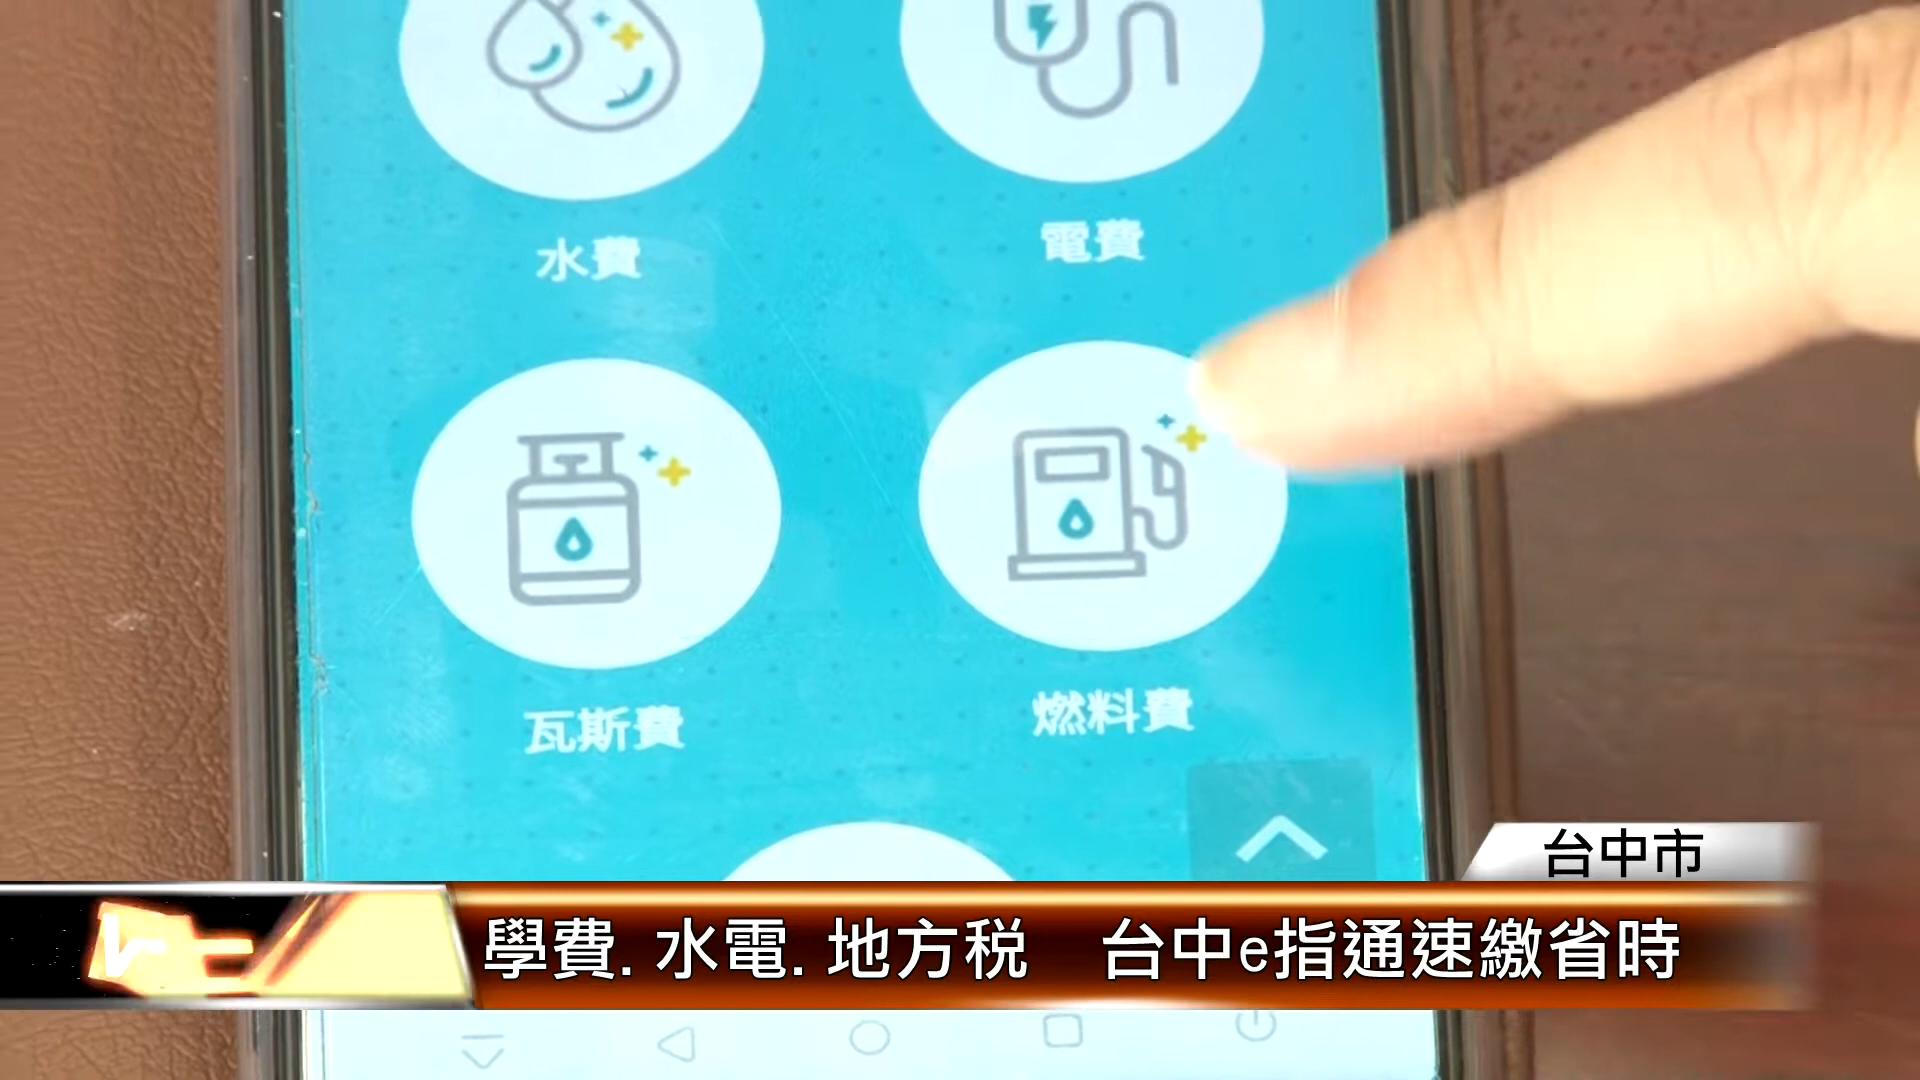 水費
電費
瓦斯費
燃料費
台中市
學費.水電.地方税 台中e指通速繳省時